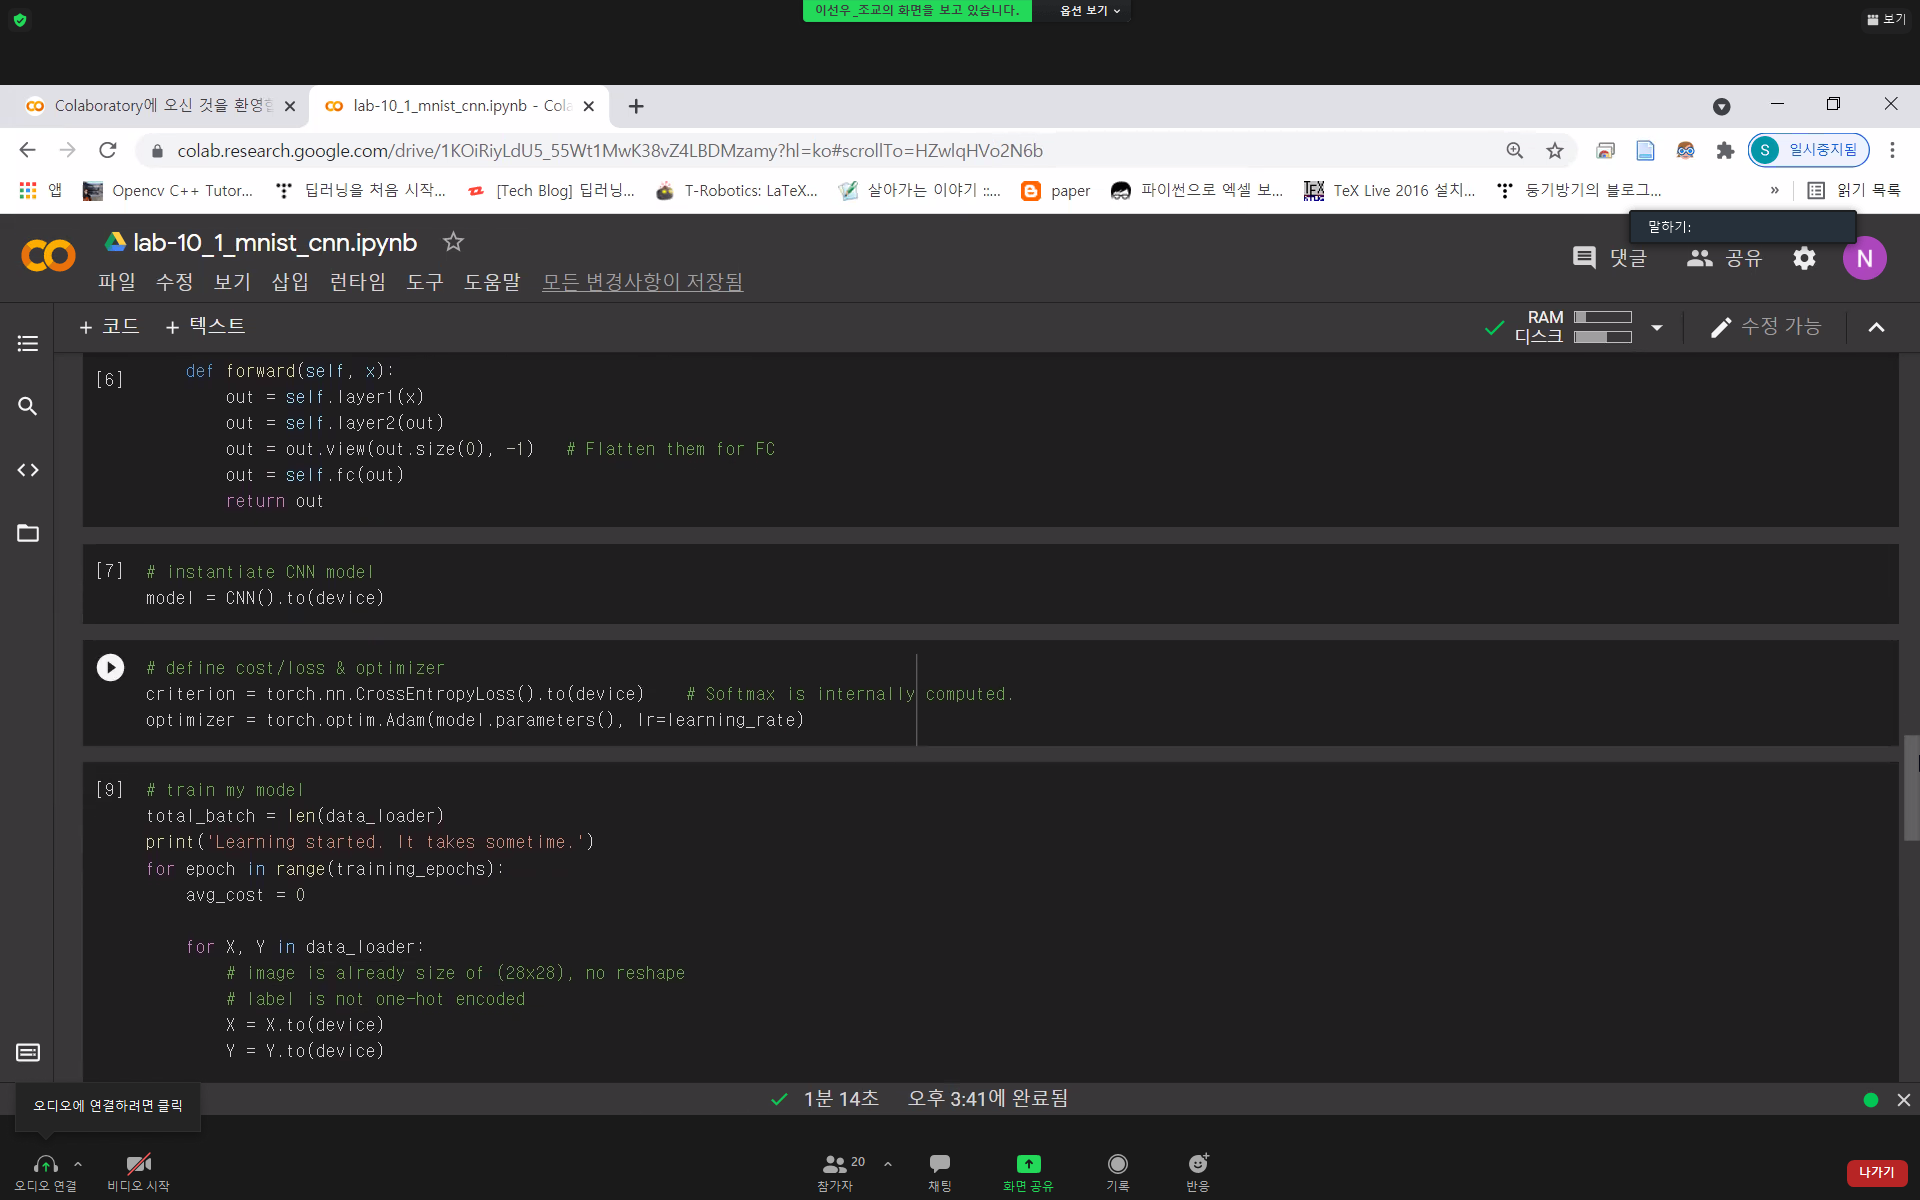 이선우_조교의 화면을 보고 있습니다.
옵션 보기
보기
Colaboratory에 오신 것을 환영합
lab-10_1_mnist_cnn.ipynb - Cola
colab.research.google.com/drive/1KOiRiyLdU5_55Wt1MwK38vZ4LBDMzamy?hl=ko#scrollTo=HZwlqHVo2N6b
S 일시중지됨
앱
Opencv C++ Tutor...
딥러닝을 처음 시작...
[Tech Blog] 딥러닝...
T-Robotics: LaTeX...
살아가는 이야기 ::...
paper
파이썬으로 엑셀 보...
TeX Live 2016 설치...
둥기방기의 블로그...
»
읽기 목록
말하기:
lab-10_1_mnist_cnn.ipynb
댓글
공유
N
파일 수정 보기 삽입 런타임 도구 도움말 모든 변경사항이 저장됨
+ 코드 + 텍스트
RAM
디스크
수정 가능
[6] def forward(self, x):
out = self.layer1(x)
out = self.layer2(out)
out = out.view(out.size(0), -1) # Flatten them for FC
out = self.fc(out)
return out
[7] # instantiate CNN model
model = CNN().to(device)
# define cost/loss & optimizer
criterion = torch.nn.CrossEntropyLoss().to(device) # Softmax is internally computed.
optimizer = torch.optim.Adam(model.parameters(), lr=learning_rate)
[9] # train my model
total_batch = len(data_loader)
print('Learning started. It takes sometime.')
for epoch in range(training_epochs):
avg_cost = 0
for X, Y in data_loader:
# image is already size of (28x28), no reshape
# label is not one-hot encoded
X = X.to(device)
Y = Y.to(device)
1분 14초 오후 3:41에 완료됨
오디오에 연결하려면 클릭
오디오 연결
비디오 시작
20
참가자
채팅
화면 공유
기록
반응
나가기